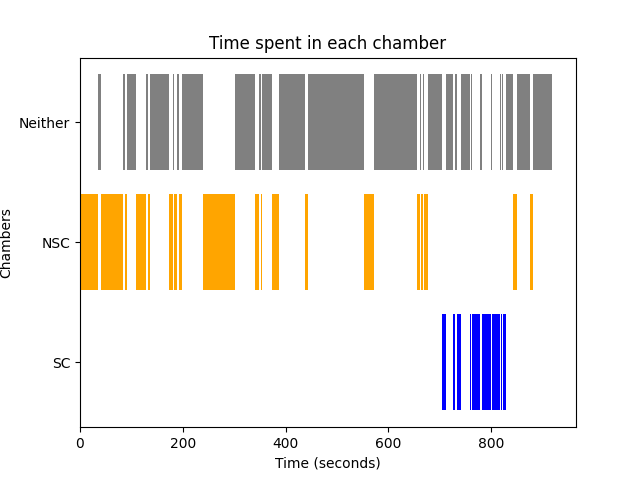 Time spent in each chamber
Neither
NSC
SC
Chambers
0 200 400 600 800
Time (seconds)